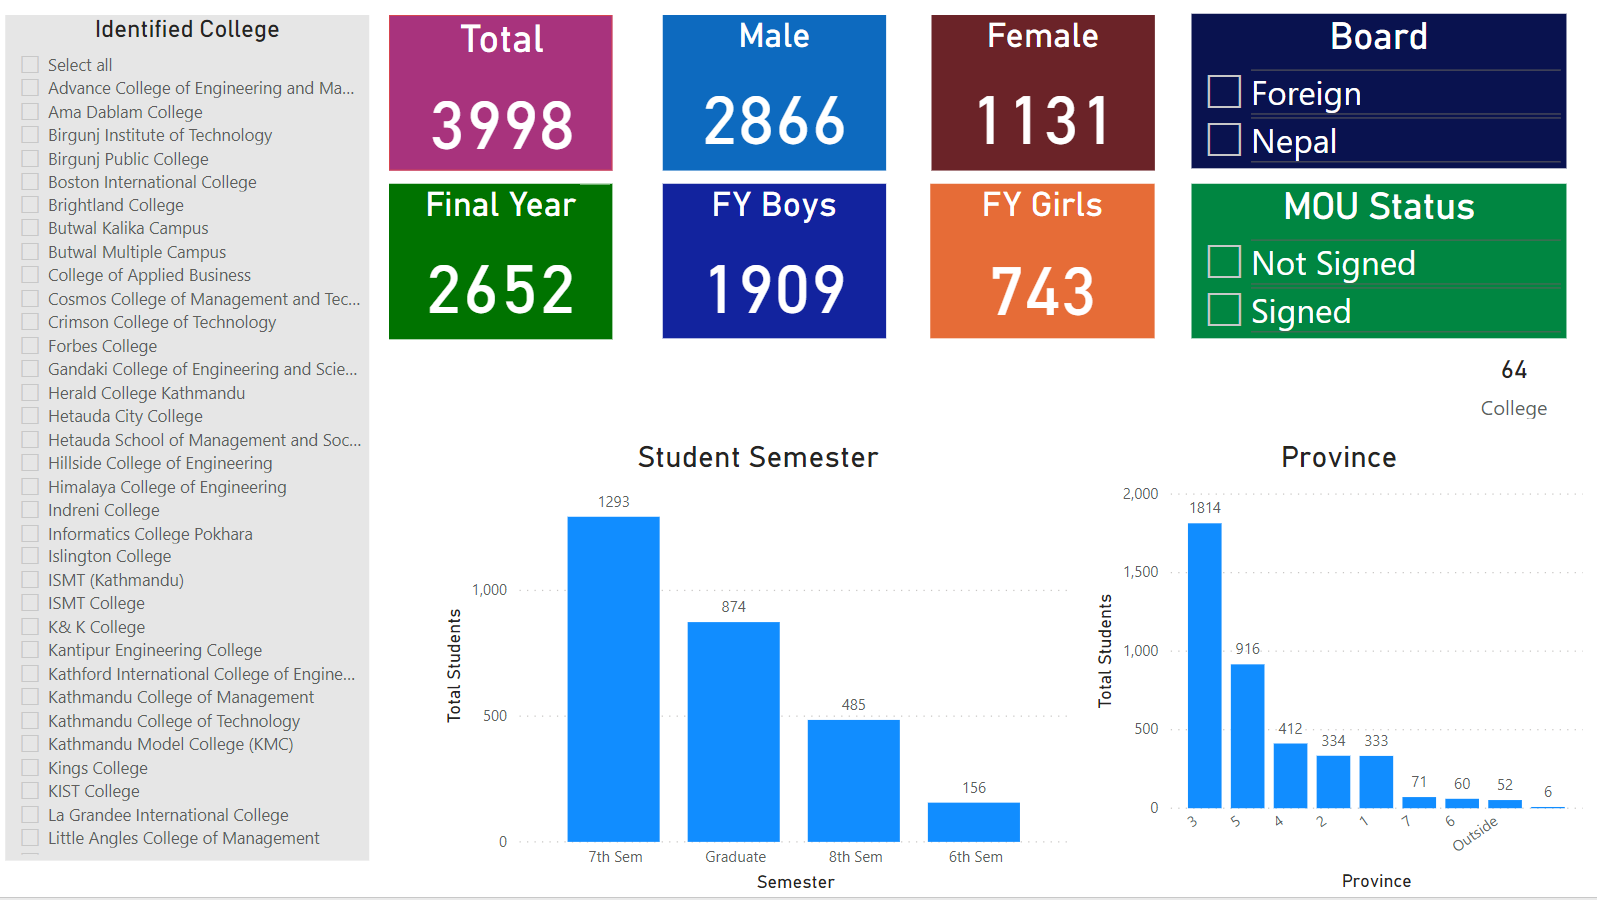 Identified College
Select all
Advance College of Engineering and Ma...
Ama Dablam College
Birgunj Institute of Technology
Birgunj Public College
Boston International College
Brightland College
Butwal Kalika Campus
Butwal Multiple Campus
College of Applied Business
Cosmos College of Management and Tec...
Crimson College of Technology
Forbes College
Gandaki College of Engineering and Scie...
Herald College Kathmandu
Hetauda City College
Hetauda School of Management and Soc...
Hillside College of Engineering
Himalaya College of Engineering
Indreni College
Informatics College Pokhara
Islington College
ISMT (Kathmandu)
ISMT College
K& K College
Kantipur Engineering College
Kathford International College of Engine...
Kathmandu College of Management
Kathmandu College of Technology
Kathmandu Model College (KMC)
Kings College
KIST College
La Grandee International College
Little Angles College of Management
Total
3998
Male
2866
Female
1131
Board
Foreign
Nepal
Final Year
2652
FY Boys
1909
FY Girls
743
MOU Status
Not Signed
Signed
64
College
Student Semester
Total Students
1,000
500
0
1293
874
485
156
7th Sem Graduate 8th Sem 6th Sem
Semester
Province
Total Students
2,000
1,500
1,000
500
0
1814
916
412
334
333
71
60
52
6
3 5 4 2 1 7 6 Outside
Province